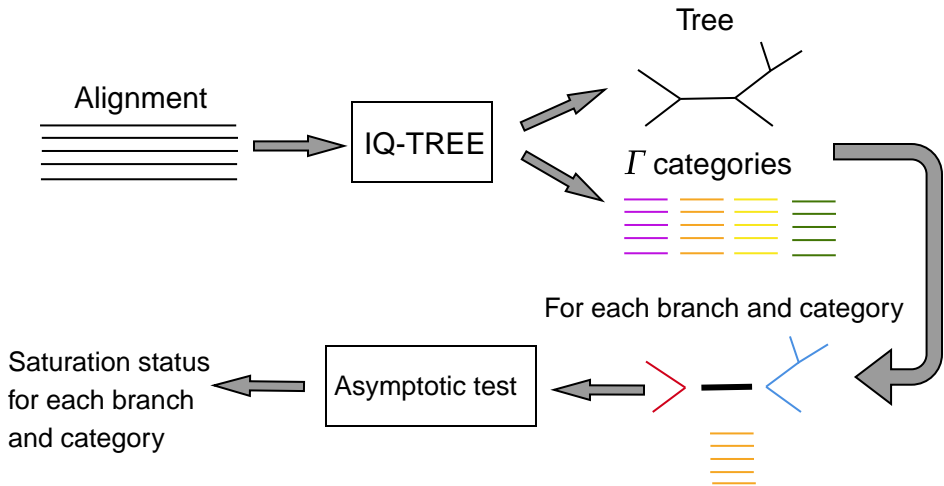 Tree
Alignment
IQ-TREE
Γ categories
For each branch and category
Saturation status
for each branch
and category
Asymptotic test